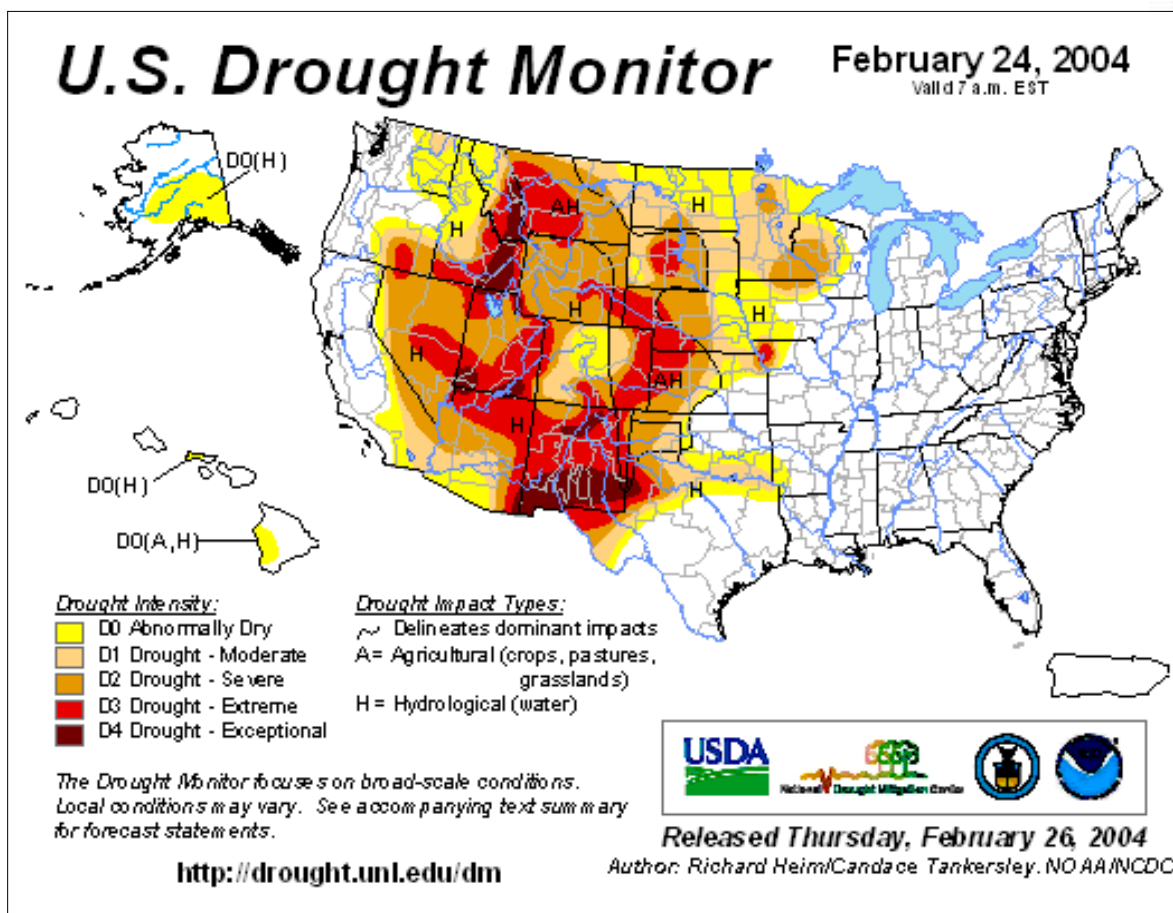 U.S. Drought Monitor
February 24, 2004
Valid 7 a.m. EST
D0(H)
H
AH
H
H
H
H
H
AH
H
H
D0(H)
D0(A,H)
Drought Intensity:
D0 Abnormally Dry
D1 Drought - Moderate
D2 Drought - Severe
D3 Drought - Extreme
D4 Drought - Exceptional
Drought Impact Types:
Delineates dominant impacts
A = Agricultural (crops, pastures,
grasslands)
H = Hydrological (water)
The Drought Monitor focuses on broad-scale conditions.
Local conditions may vary. See accompanying text summary
for forecast statements.
http://drought.unl.edu/dm
USDA
National Drought Mitigation Center
Released Thursday, February 26, 2004
Author: Richard Heim/Candace Tankersley, NOAA/NCDC